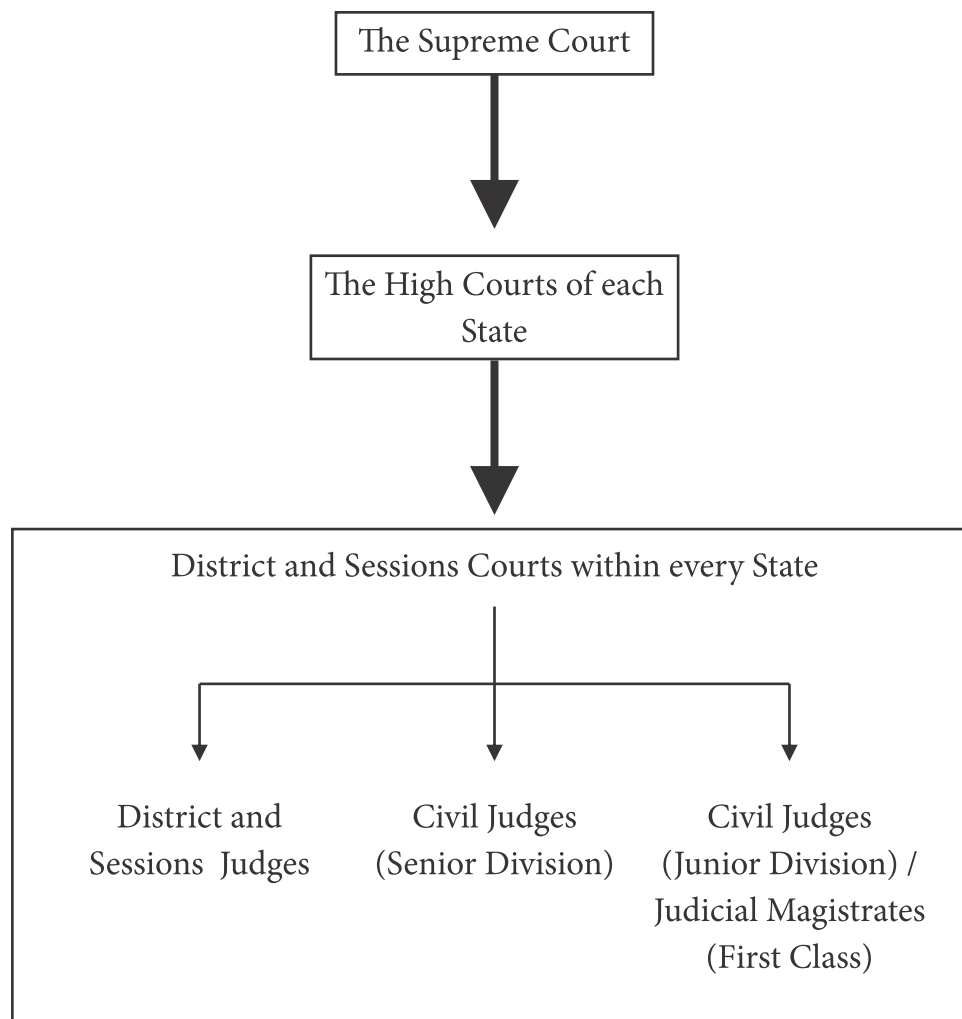 The Supreme Court
The High Courts of each
State
District and Sessions Courts within every State
District and
Sessions Judges
Civil Judges
(Senior Division)
Civil Judges
(Junior Division) /
Judicial Magistrates
(First Class)